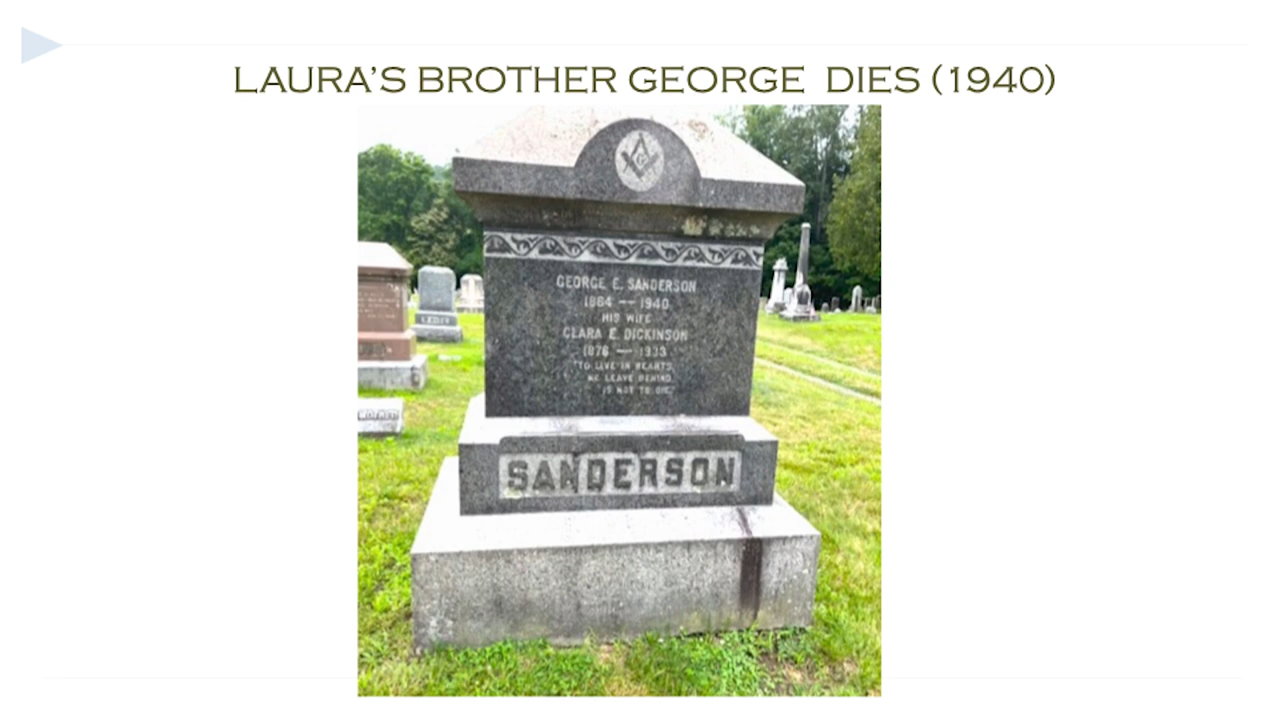 LAURA’S BROTHER GEORGE DIES (1940)
G
GEORGE E. SANDERSON
1864 — 1940
HIS WIFE
CLARA E. DICKINSON
1876 — 1933
"TO LIVE IN HEARTS
WE LEAVE BEHIND
IS NOT TO DIE"
SANDERSON